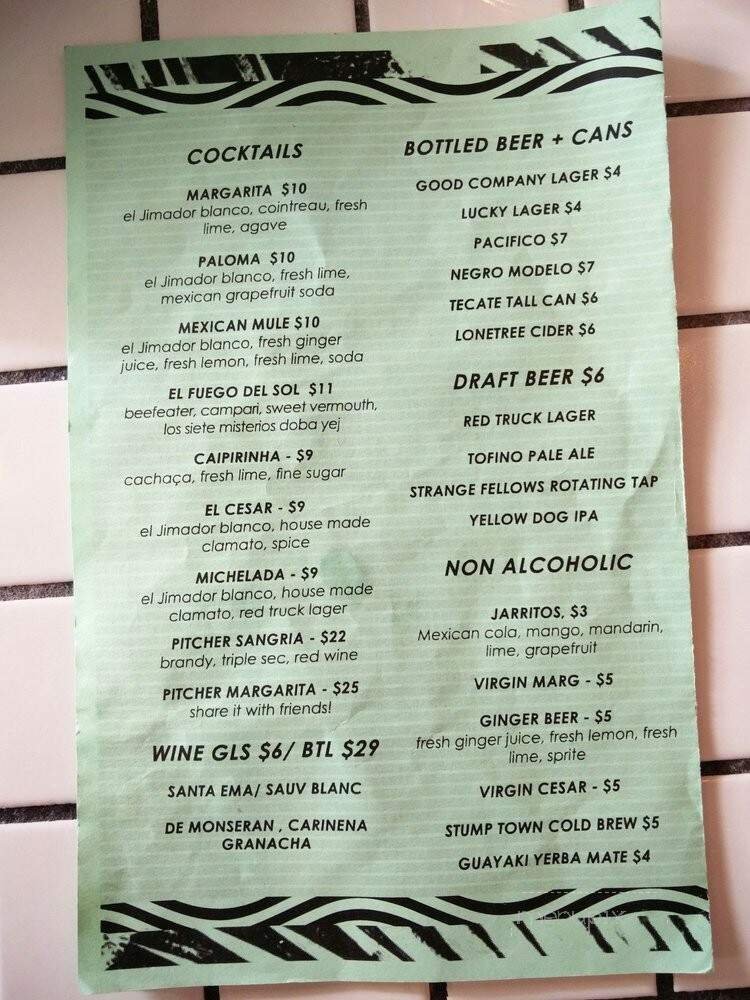 COCKTAILS
MARGARITA $10
el Jimador blanco, cointreau, fresh
lime, agave
PALOMA $10
el Jimador blanco, fresh lime,
mexican grapefruit soda
MEXICAN MULE $10
el Jimador blanco, fresh ginger
juice, fresh lemon, fresh lime, soda
EL FUEGO DEL SOL $11
beefeater, campari, sweet vermouth,
los siete misterios doba yej
CAIPIRINHA - $9
cachaça, fresh lime, fine sugar
EL CESAR - $9
el Jimador blanco, house made
clamato, spice
MICHELADA - $9
el Jimador blanco, house made
clamato, red truck lager
PITCHER SANGRIA - $22
brandy, triple sec, red wine
PITCHER MARGARITA - $25
share it with friends!
WINE GLS $6/ BTL $29
SANTA EMA/ SAUV BLANC
DE MONSERAN , CARINENA
GRANACHA
BOTTLED BEER + CANS
GOOD COMPANY LAGER $4
LUCKY LAGER $4
PACIFICO $7
NEGRO MODELO $7
TECATE TALL CAN $6
LONETREE CIDER $6
DRAFT BEER $6
RED TRUCK LAGER
TOFINO PALE ALE
STRANGE FELLOWS ROTATING TAP
YELLOW DOG IPA
NON ALCOHOLIC
JARRITOS, $3
Mexican cola, mango, mandarin,
lime, grapefruit
VIRGIN MARG - $5
GINGER BEER - $5
fresh ginger juice, fresh lemon, fresh
lime, sprite
VIRGIN CESAR - $5
STUMP TOWN COLD BREW $5
GUAYAKI YERBA MATE $4